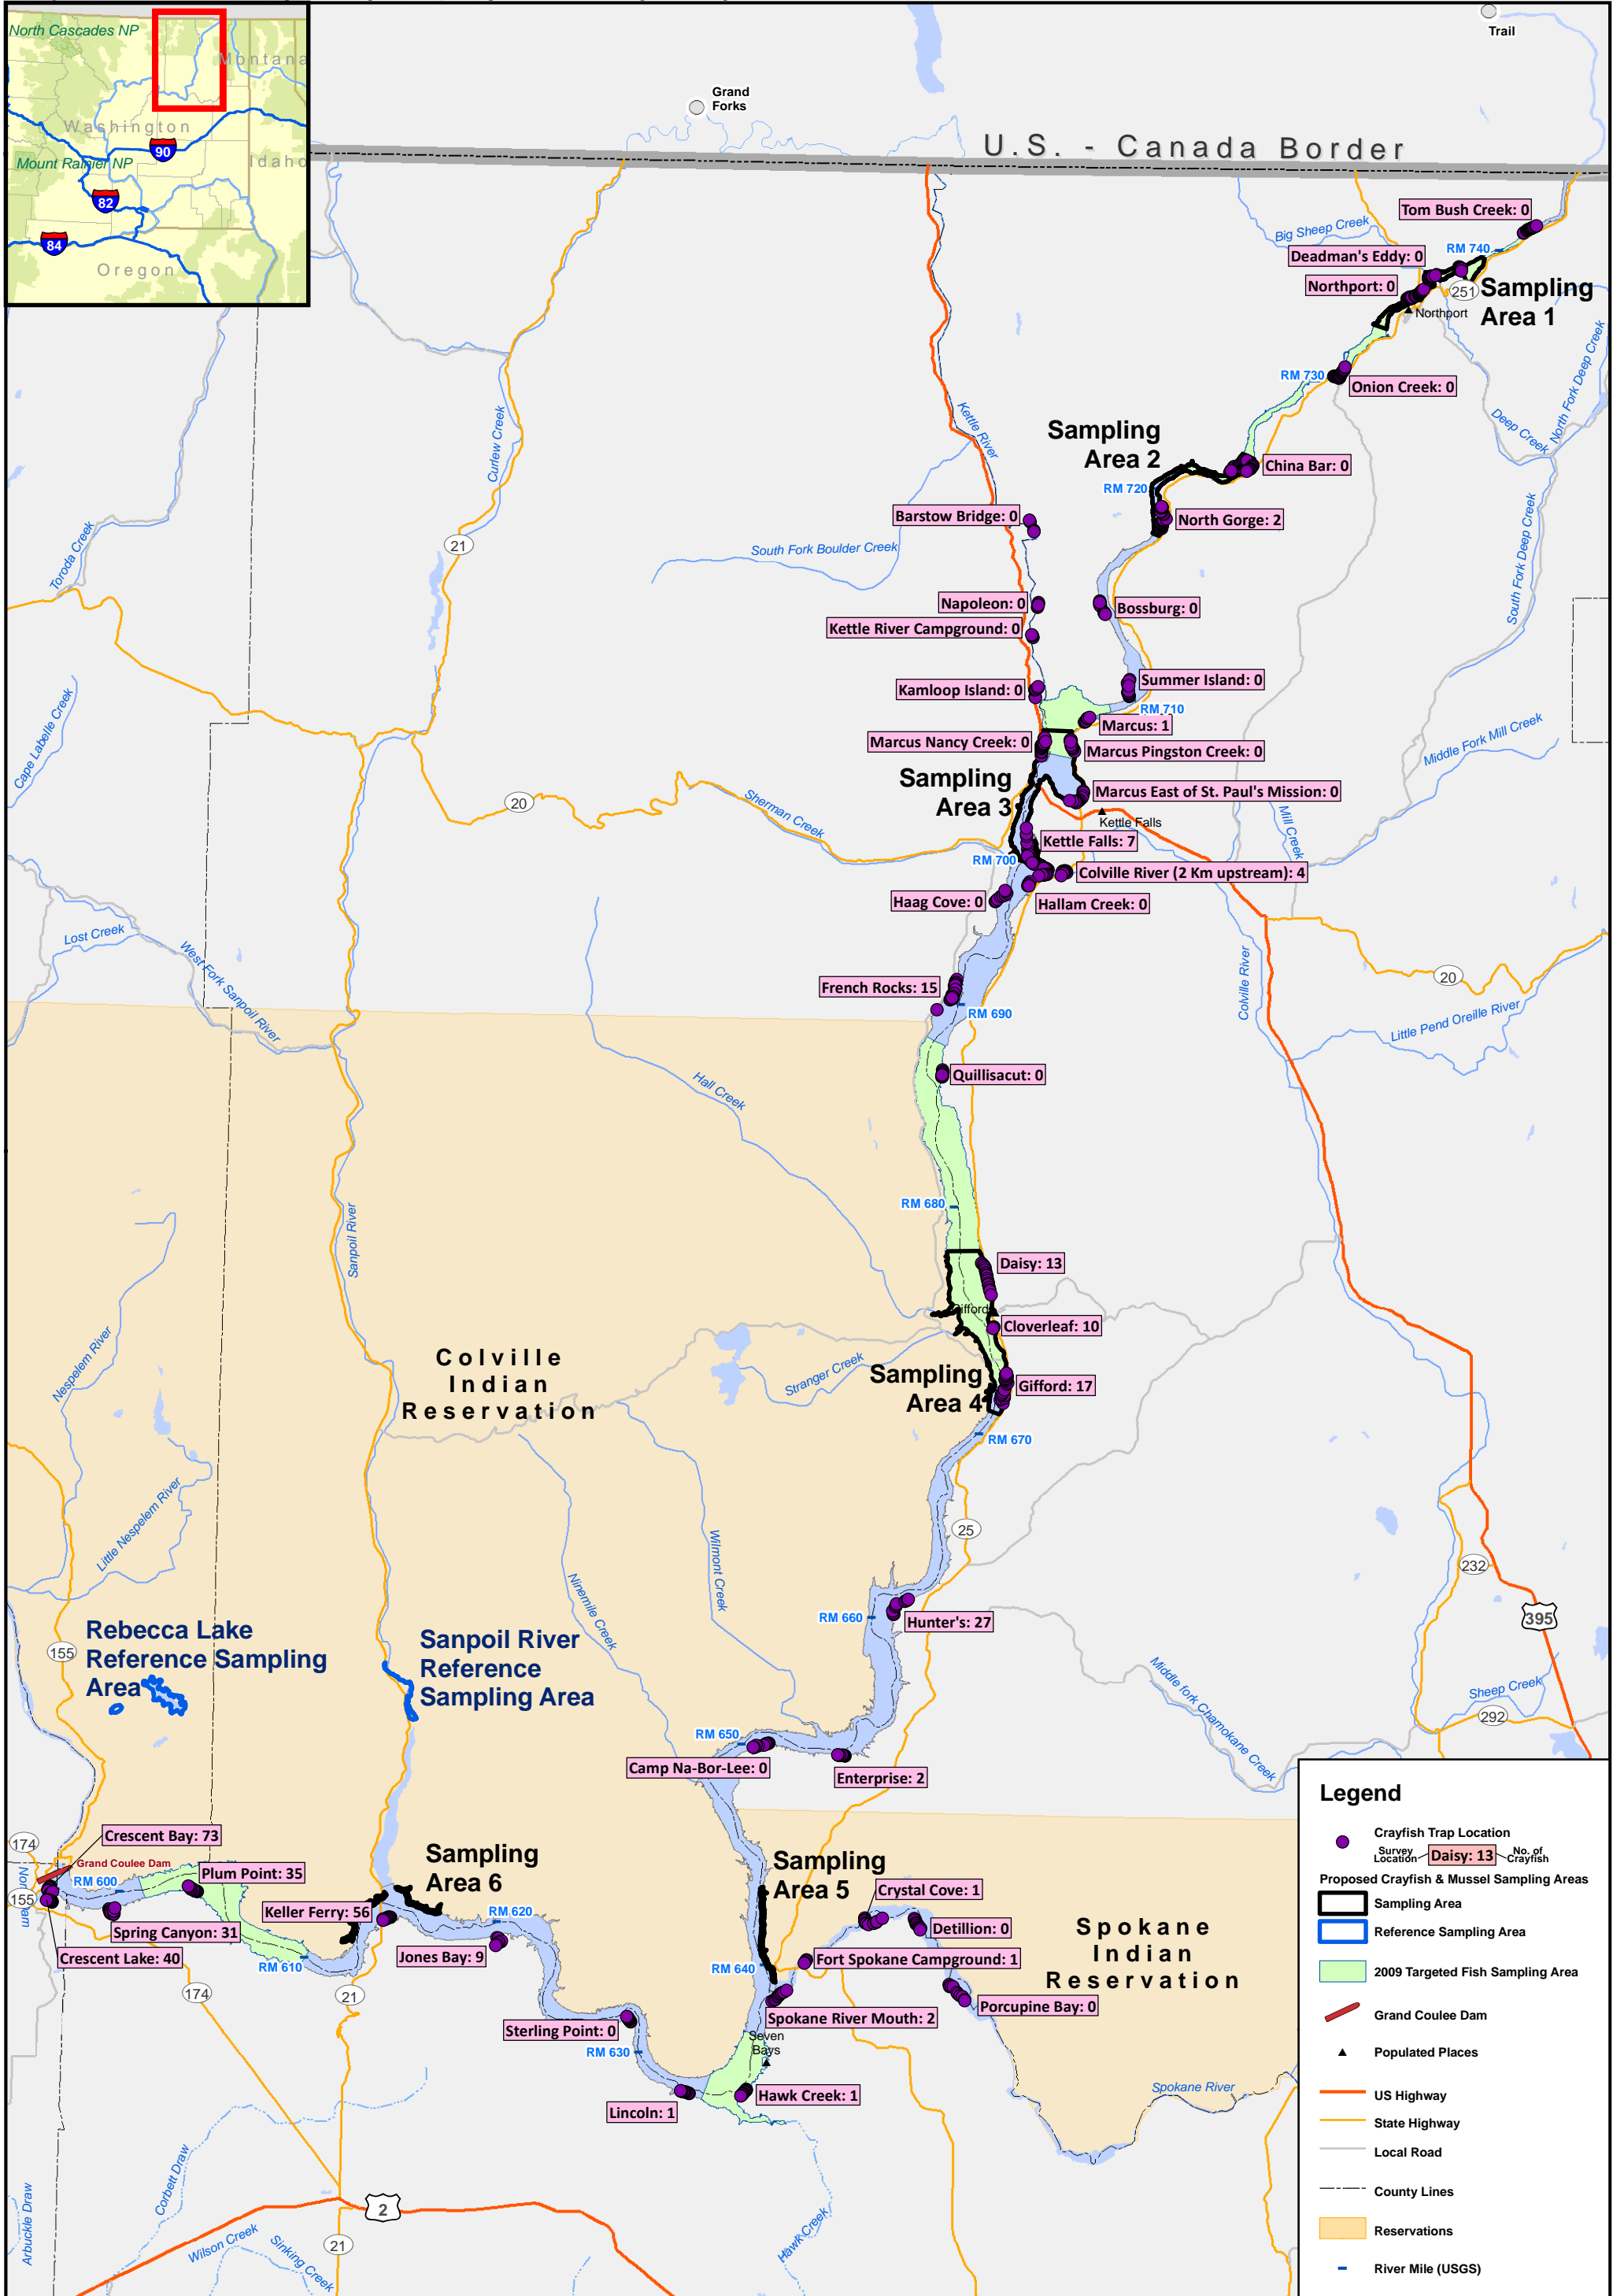 North Cascades NP
Montana
Washington
90
Idaho
Mount Rainier NP
82
84
Oregon
Trail
Grand
Forks
U.S. - Canada Border
Tom Bush Creek: 0
Big Sheep Creek
RM 740
Deadman's Eddy: 0
Northport: 0
251
Sampling
Area 1
Northport
RM 730
Onion Creek: 0
North Fork Deep Creek
Deep Creek
Kettle River
Curlew Creek
Sampling
Area 2
China Bar: 0
RM 720
North Gorge: 2
Barstow Bridge: 0
21
South Fork Boulder Creek
Toroda Creek
South Fork Deep Creek
Napoleon: 0
Bossburg: 0
Kettle River Campground: 0
Kamloop Island: 0
Summer Island: 0
RM 710
Marcus: 1
Cape Labelle Creek
Marcus Nancy Creek: 0
Marcus Pingston Creek: 0
Middle Fork Mill Creek
Sampling
Area 3
Marcus East of St. Paul's Mission: 0
20
Sherman Creek
Kettle Falls
Mill Creek
Kettle Falls: 7
RM 700
Colville River (2 Km upstream): 4
Haag Cove: 0
Hallam Creek: 0
Lost Creek
West Fork Sanpoil River
Colville River
20
French Rocks: 15
RM 690
Little Pend Oreille River
Quillisacut: 0
Hall Creek
RM 680
Sanpoil River
Daisy: 13
Gifford
Cloverleaf: 10
Nespelem River
Colville
Indian
Reservation
Stranger Creek
Sampling
Area 4
Gifford: 17
RM 670
Little Nespelem River
25
Wilmont Creek
Ninemile Creek
232
395
RM 660
Hunter's: 27
155
Rebecca Lake
Reference Sampling
Area
Sanpoil River
Reference
Sampling Area
Middle fork Chamokane Creek
Sheep Creek
292
RM 650
Camp Na-Bor-Lee: 0
Enterprise: 2
174
Crescent Bay: 73
Grand Coulee Dam
RM 600
155
Plum Point: 35
Sampling
Area 6
Sampling
Area 5
Crystal Cove: 1
Keller Ferry: 56
RM 620
Detillion: 0
Spring Canyon: 31
Crescent Lake: 40
Jones Bay: 9
RM 610
RM 640
Fort Spokane Campground: 1
Spokane
Indian
Reservation
174
21
Porcupine Bay: 0
Spokane River Mouth: 2
Sterling Point: 0
Seven
Bays
RM 630
Lincoln: 1
Hawk Creek: 1
Spokane River
Corbett Draw
Arbuckle Draw
2
21
Wilson Creek
Sinking Creek
Hawk Creek
Legend
Crayfish Trap Location
Survey
Location
Daisy: 13
No. of
Crayfish
Proposed Crayfish & Mussel Sampling Areas
Sampling Area
Reference Sampling Area
2009 Targeted Fish Sampling Area
Grand Coulee Dam
Populated Places
US Highway
State Highway
Local Road
County Lines
Reservations
River Mile (USGS)